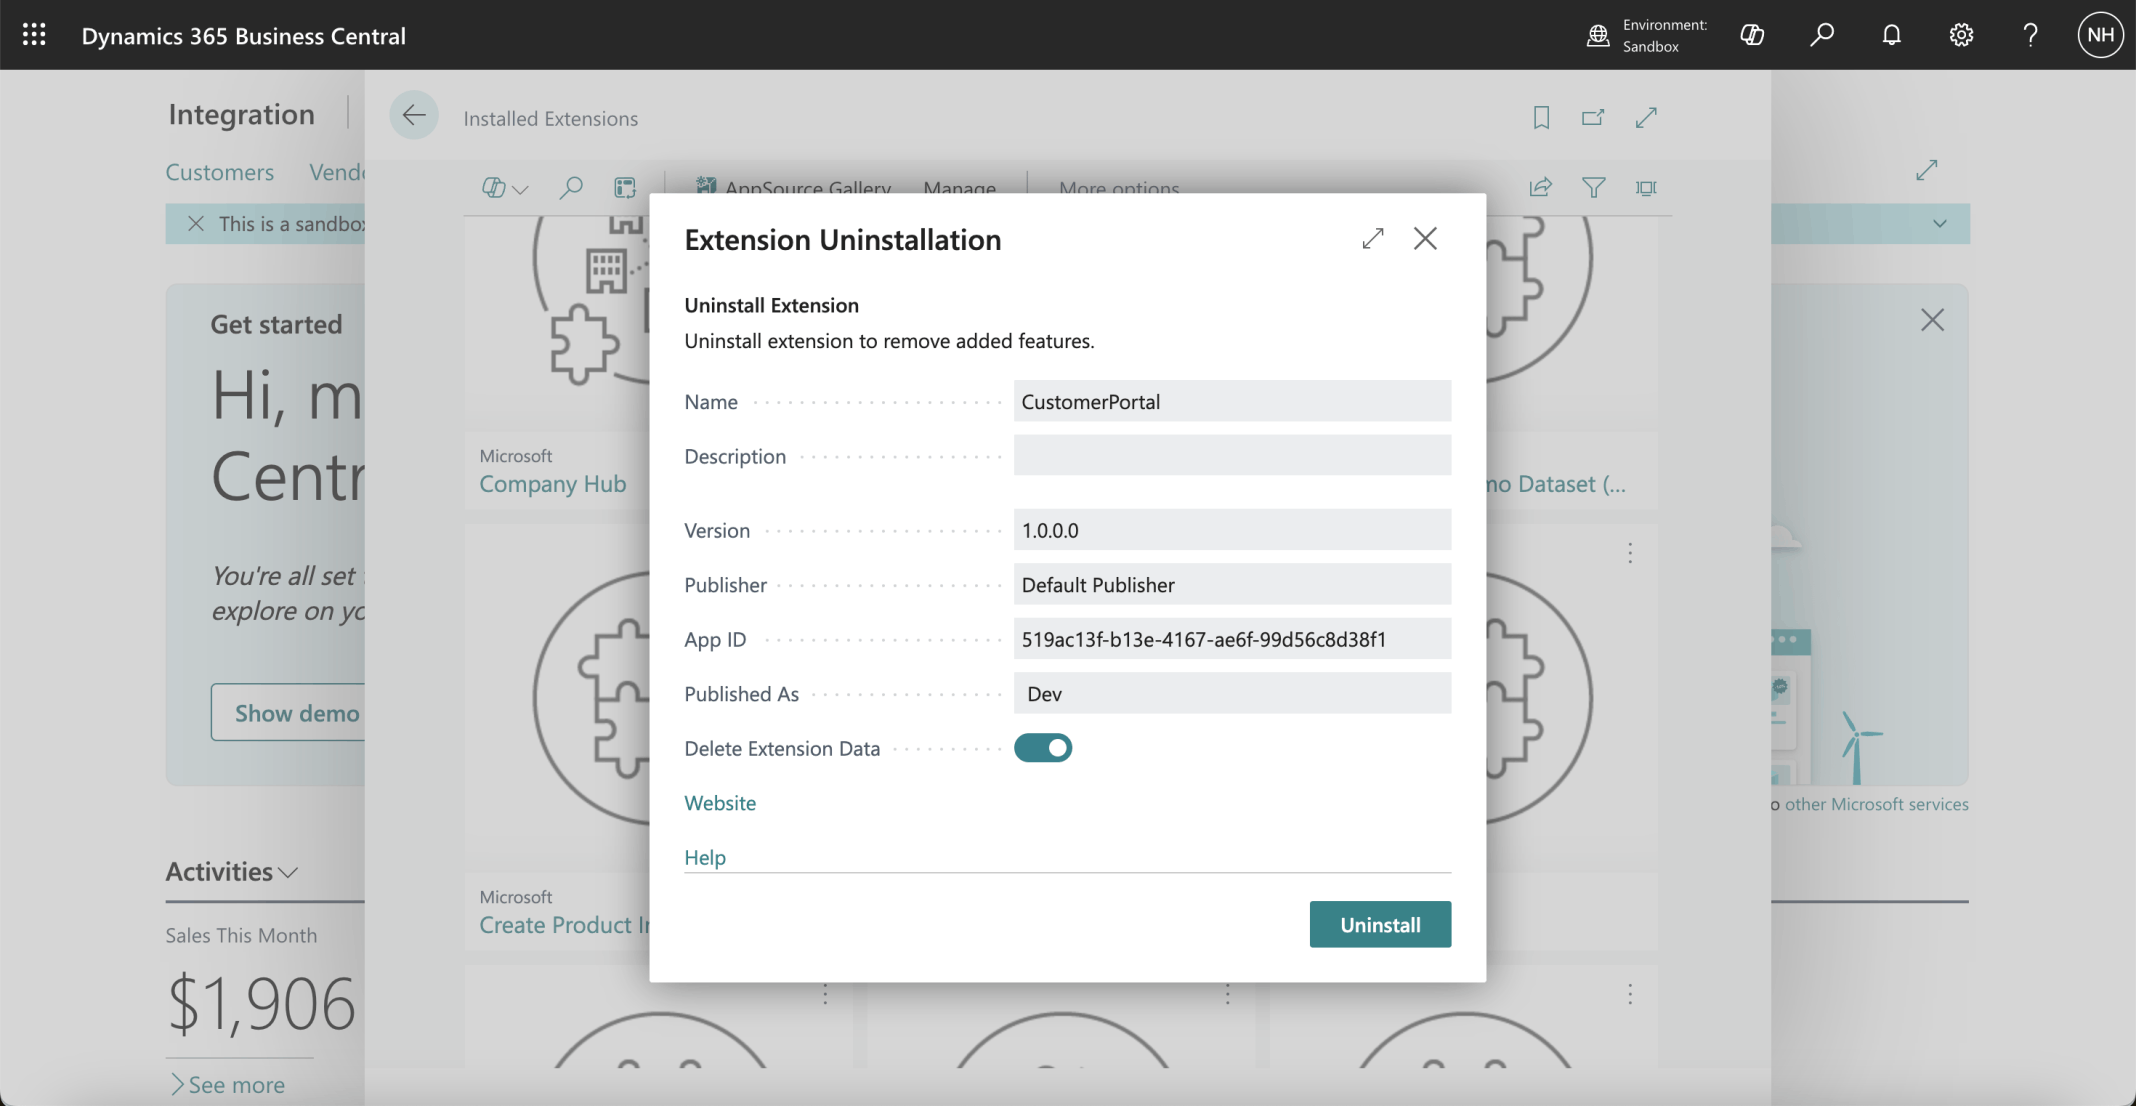 Dynamics 365 Business Central
Environment:
Sandbox
NH
Integration
Installed Extensions
Customers
AppSource Gallery
Manage
More options
This is a sandbox
Get started
Hi, m
Centr
You're all set
explore on yo
Show demo
Microsoft
Company Hub
mo Dataset (...
Extension Uninstallation
Uninstall Extension
Uninstall extension to remove added features.
Name
CustomerPortal
Description
Version
1.0.0.0
Publisher
Default Publisher
App ID
519ac13f-b13e-4167-ae6f-99d56c8d38f1
Published As
Dev
Delete Extension Data
Website
Help
Uninstall
o other Microsoft services
Activities
Microsoft
Create Product I
Sales This Month
$1,906
See more